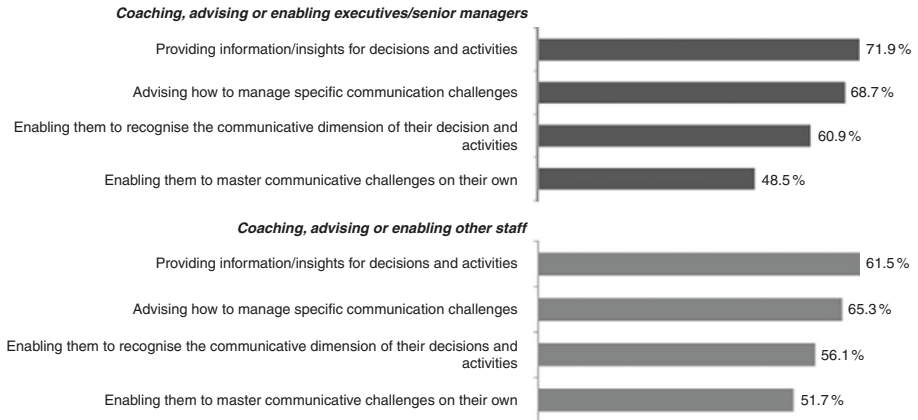 Coaching, advising or enabling executives/senior managers
Providing information/insights for decisions and activities
71.9 %
Advising how to manage specific communication challenges
68.7 %
Enabling them to recognise the communicative dimension of their decision and
activities
60.9 %
Enabling them to master communicative challenges on their own
48.5 %
Coaching, advising or enabling other staff
Providing information/insights for decisions and activities
61.5 %
Advising how to manage specific communication challenges
65.3 %
Enabling them to recognise the communicative dimension of their decisions and
activities
56.1 %
Enabling them to master communicative challenges on their own
51.7 %